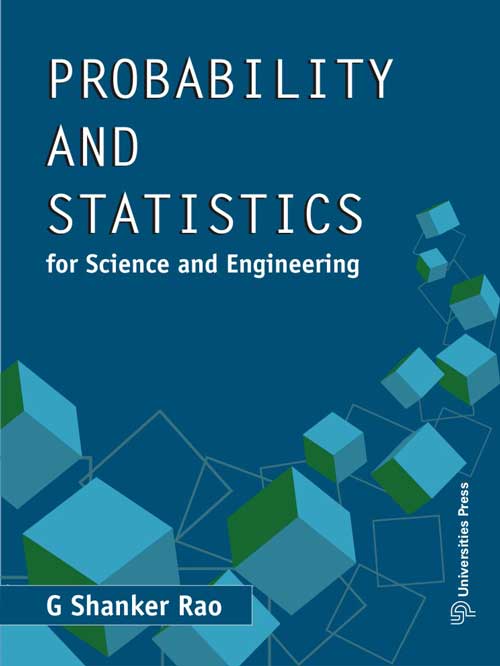 PROBABILITY
AND
STATISTICS
for Science and Engineering
Universities Press
G Shanker Rao